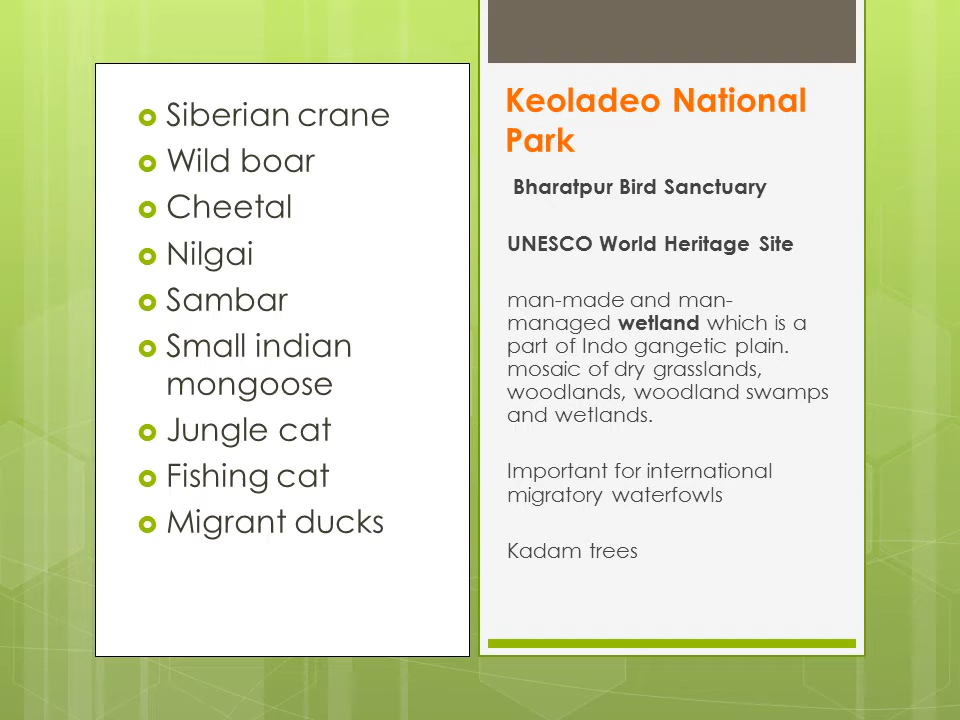 Siberian crane
Wild boar
Cheetal
Nilgai
Sambar
Small indian
mongoose
Jungle cat
Fishing cat
Migrant ducks
Keoladeo National
Park
Bharatpur Bird Sanctuary
UNESCO World Heritage Site
man-made and man-
managed wetland which is a
part of Indo gangetic plain.
mosaic of dry grasslands,
woodlands, woodland swamps
and wetlands.
Important for international
migratory waterfowls
Kadam trees